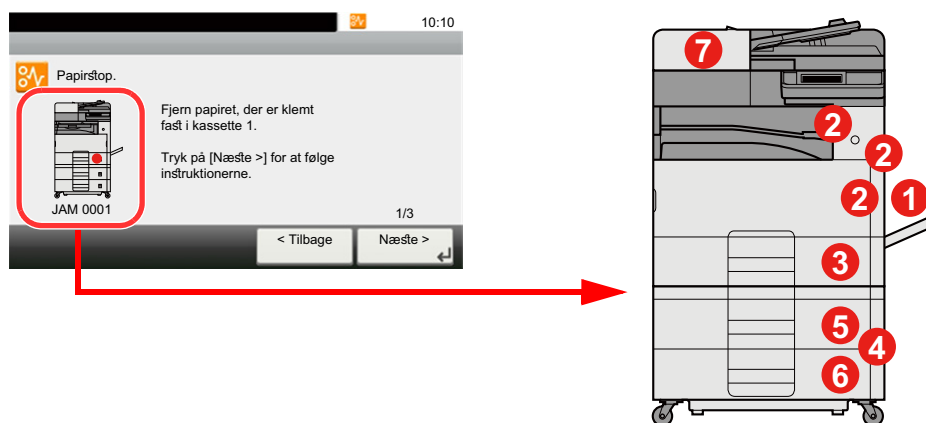 10:10
Papirstop.
Fjern papiret, der er klemt
fast i kassette 1.
Tryk på [Næste >] for at følge
instruktionerne.
JAM 0001
1/3
< Tilbage
Næste >
7
2
2
2
1
3
5
4
6